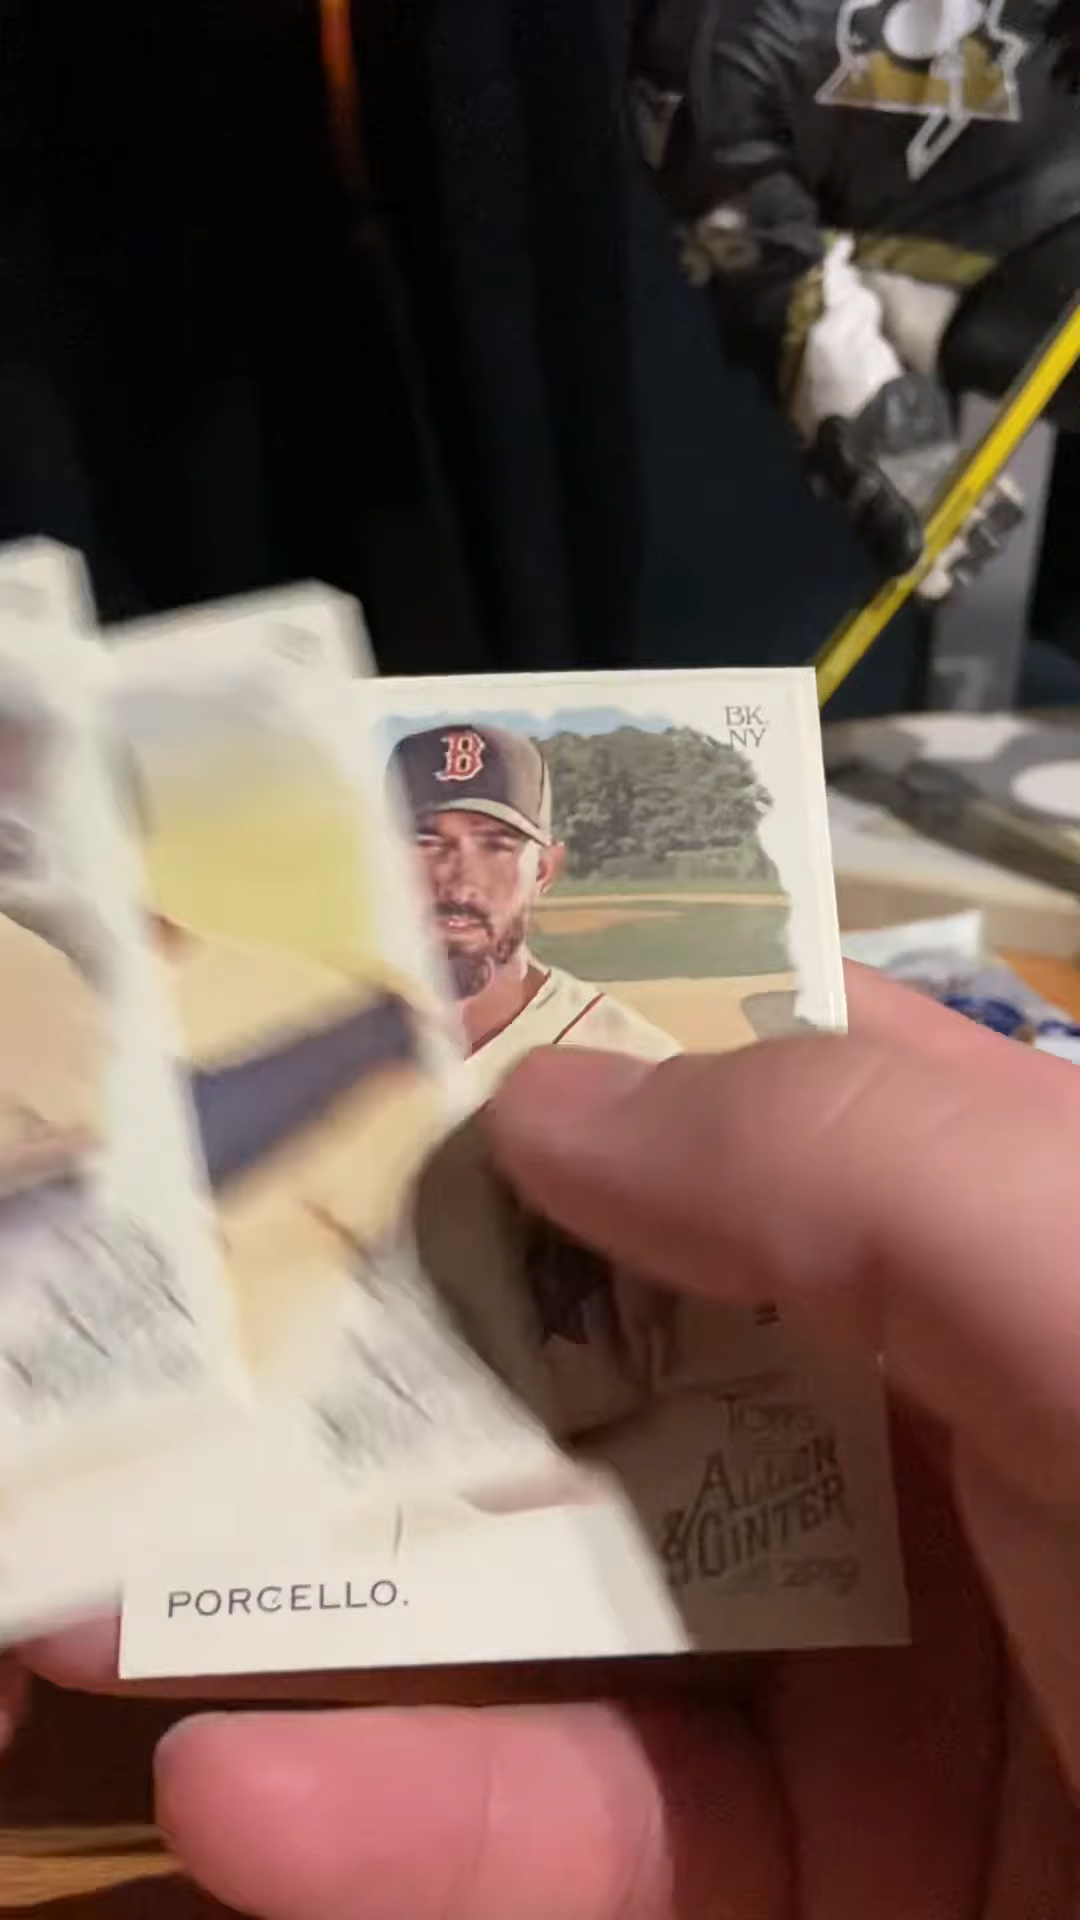 B
BK.
NY
TOPPS
ALLEN
& GINTER
2019
PORCELLO.